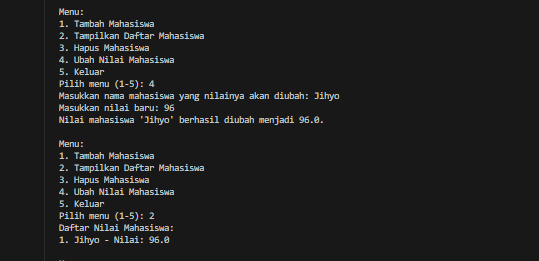 Menu:
1. Tambah Mahasiswa
2. Tampilkan Daftar Mahasiswa
3. Hapus Mahasiswa
4. Ubah Nilai Mahasiswa
5. Keluar
Pilih menu (1-5): 4
Masukkan nama mahasiswa yang nilainya akan diubah: Jihyo
Masukkan nilai baru: 96
Nilai mahasiswa 'Jihyo' berhasil diubah menjadi 96.0.
Menu:
1. Tambah Mahasiswa
2. Tampilkan Daftar Mahasiswa
3. Hapus Mahasiswa
4. Ubah Nilai Mahasiswa
5. Keluar
Pilih menu (1-5): 2
Daftar Nilai Mahasiswa:
1. Jihyo - Nilai: 96.0